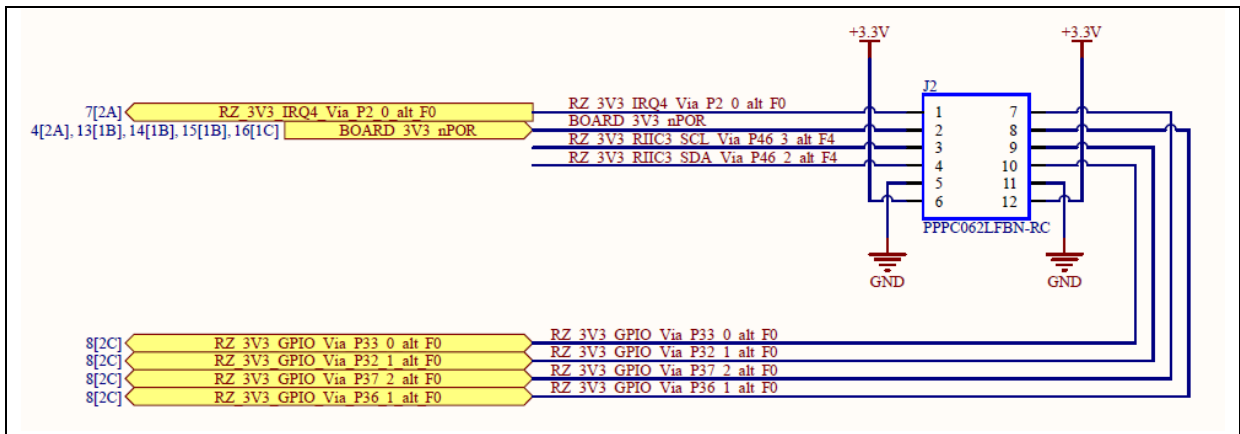 +3.3V +3.3V
J2
7[2A] RZ_3V3_IRQ4_Via_P2_0_alt_F0 RZ_3V3_IRQ4_Via_P2_0_alt_F0 1 7
4[2A], 13[1B], 14[1B], 15[1B], 16[1C] BOARD_3V3_nPOR BOARD_3V3_nPOR 2 8
RZ_3V3_RIIC3_SCL_Via_P46_3_alt_F4 3 9
RZ_3V3_RIIC3_SDA_Via_P46_2_alt_F4 4 10
5 11
6 12
PPPC062LFBN-RC
GND GND
8[2C] RZ_3V3_GPIO_Via_P33_0_alt_F0 RZ_3V3_GPIO_Via_P33_0_alt_F0
8[2C] RZ_3V3_GPIO_Via_P32_1_alt_F0 RZ_3V3_GPIO_Via_P32_1_alt_F0
8[2C] RZ_3V3_GPIO_Via_P37_2_alt_F0 RZ_3V3_GPIO_Via_P37_2_alt_F0
8[2C] RZ_3V3_GPIO_Via_P36_1_alt_F0 RZ_3V3_GPIO_Via_P36_1_alt_F0